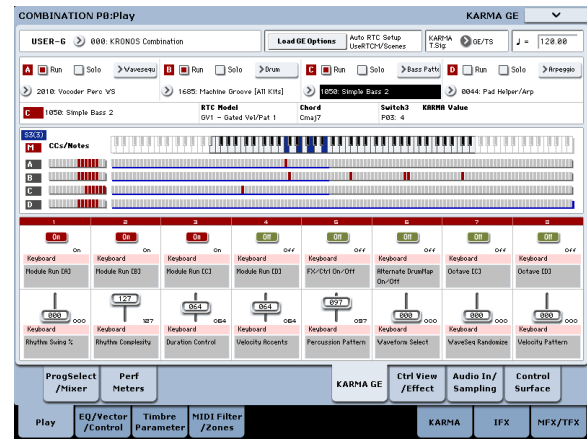 COMBINATION P0:Play
KARMA GE
USER-G 000: KRONOS Combination
Load GE Options
Auto RTC Setup
UseRTCM/Scenes
KARMA
T.Sig:
GE/TS
♩ = 120.00
A Run Solo >Wavesequ B Run Solo >Drum C Run Solo >Bass Patte D Run Solo >Arpeggio
2010: Vocoder Perc WS 1685: Machine Groove [All Kits] 1050: Simple Bass 2 0044: Pad Helper/Arp
C 1050: Simple Bass 2
RTC Model
GV1 - Gated Vel/Pat 1
Chord
Cmaj7
Switch3
P03: 4
KARMA Value
S3(3)
M CCs/Notes
A
B
C
D
1 2 3 4 5 6 7 8
On On On Off Off Off Off Off
On On On Off Off Off Off Off
Keyboard Keyboard Keyboard Keyboard Keyboard Keyboard Keyboard Keyboard
Module Run [A] Module Run [B] Module Run [C] Module Run [D] FX/Ctrl On/Off Alternate DrumMap On/Off Octave [C] Octave [D]
000 127 064 064 097 000 000 000
000 127 064 064 097 000 000 000
Keyboard Keyboard Keyboard Keyboard Keyboard Keyboard Keyboard Keyboard
Rhythm Swing % Rhythm Complexity Duration Control Velocity Accents Percussion Pattern Waveform Select WaveSeq Randomize Velocity Pattern
ProgSelect
/Mixer
Perf
Meters
KARMA GE
Ctrl View
/Effect
Audio In/
Sampling
Control
Surface
Play
EQ/Vector
/Control
Timbre
Parameter
MIDI Filter
/Zones
KARMA
IFX
MFX/TFX